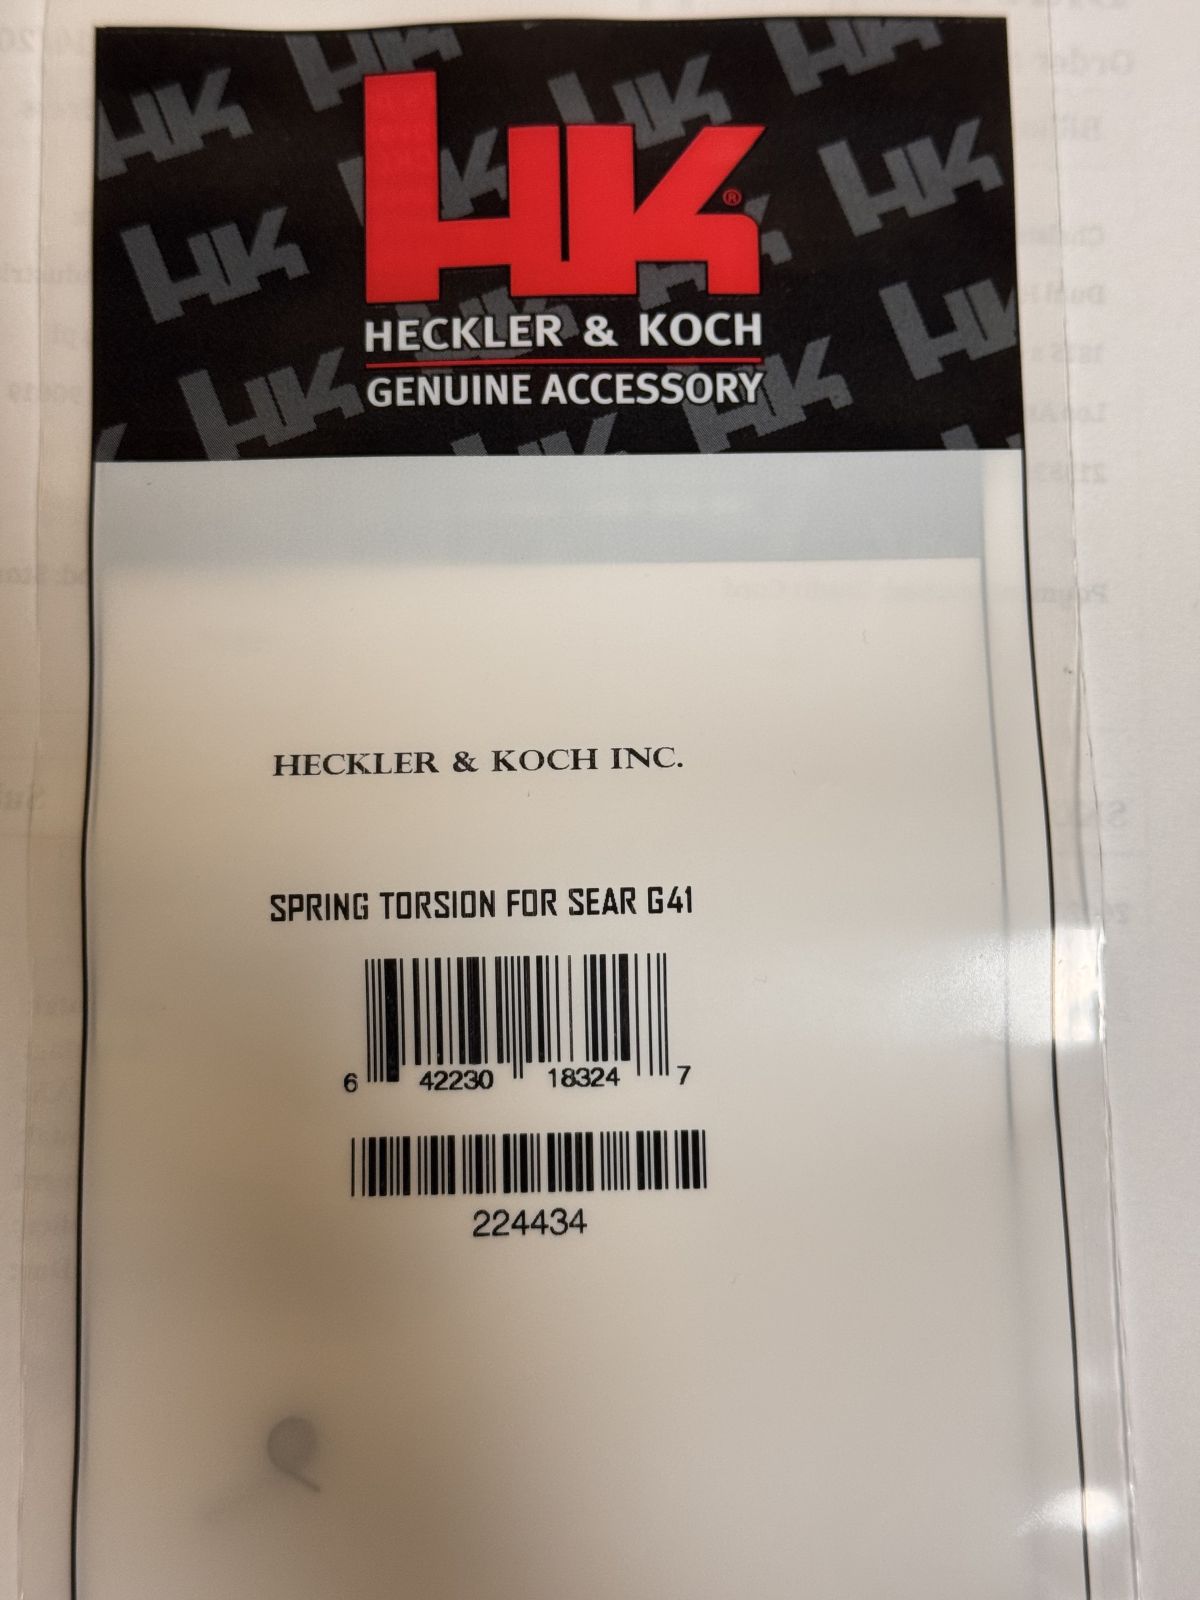 HK®
HECKLER & KOCH
GENUINE ACCESSORY
HECKLER & KOCH INC.
SPRING TORSION FOR SEAR G41
6 42230 18324 7
224434